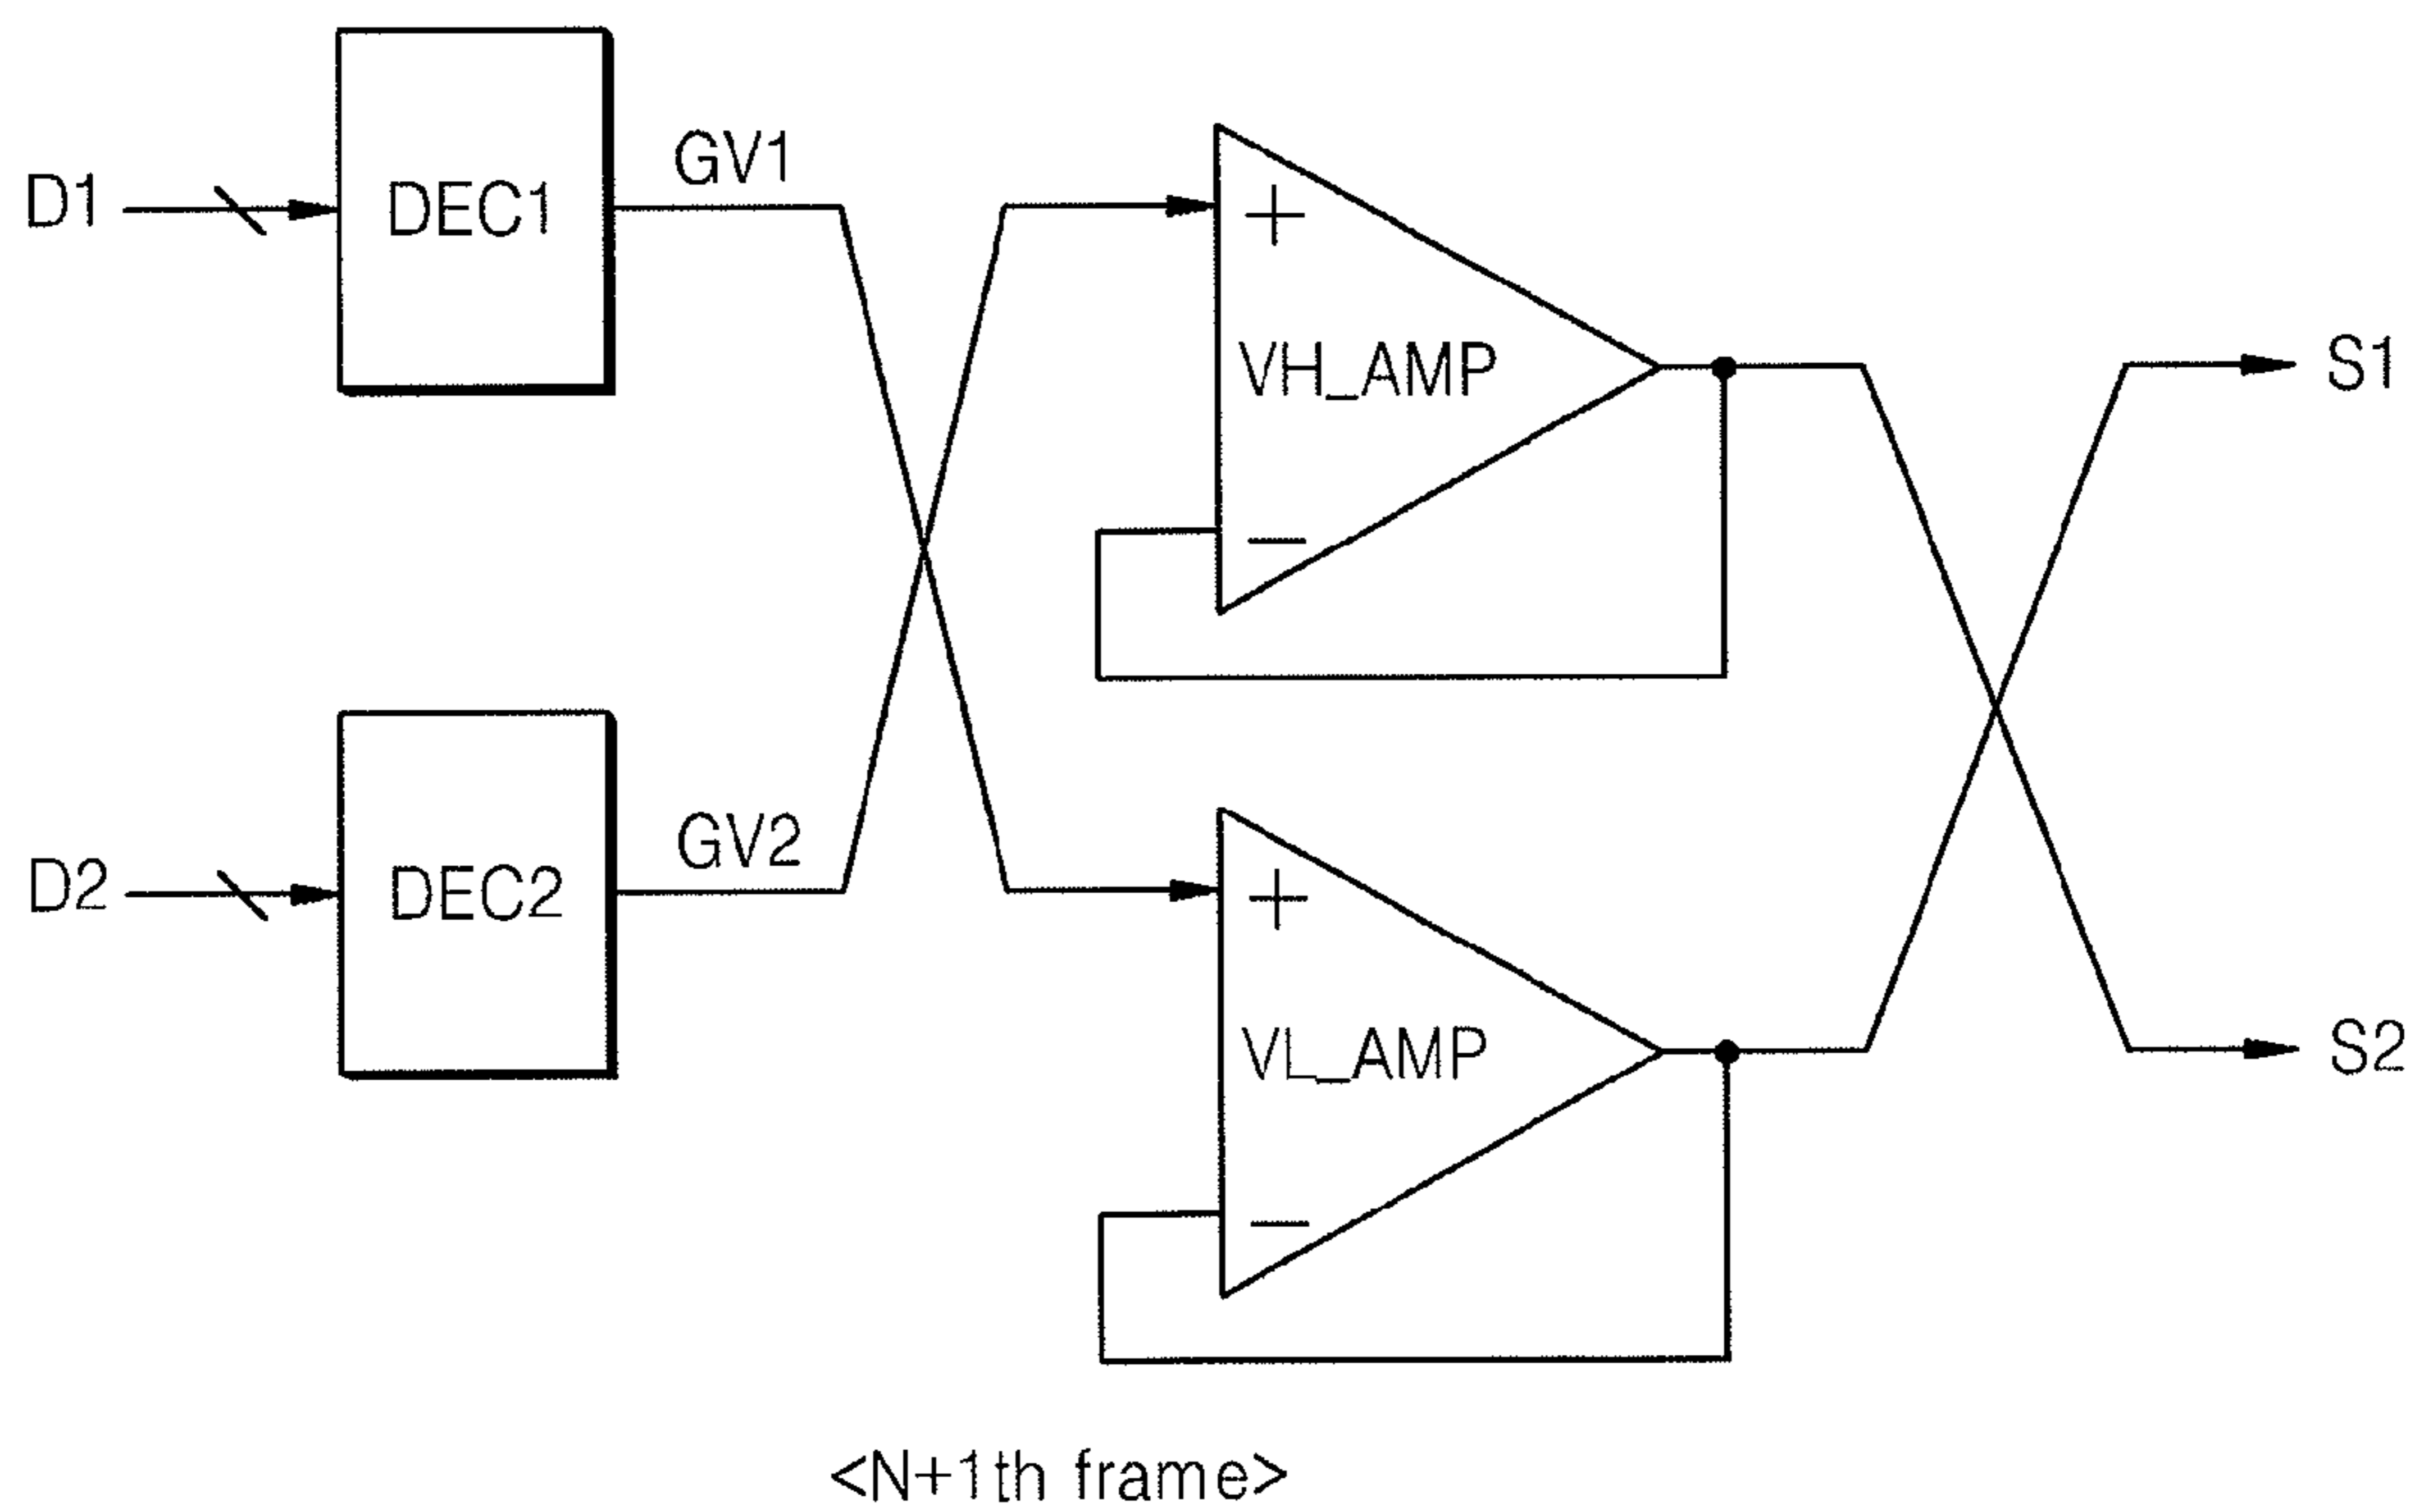 D1
DEC1
GV1
+
VH_AMP
−
S1
D2
DEC2
GV2
+
VL_AMP
−
S2
<N+1th frame>